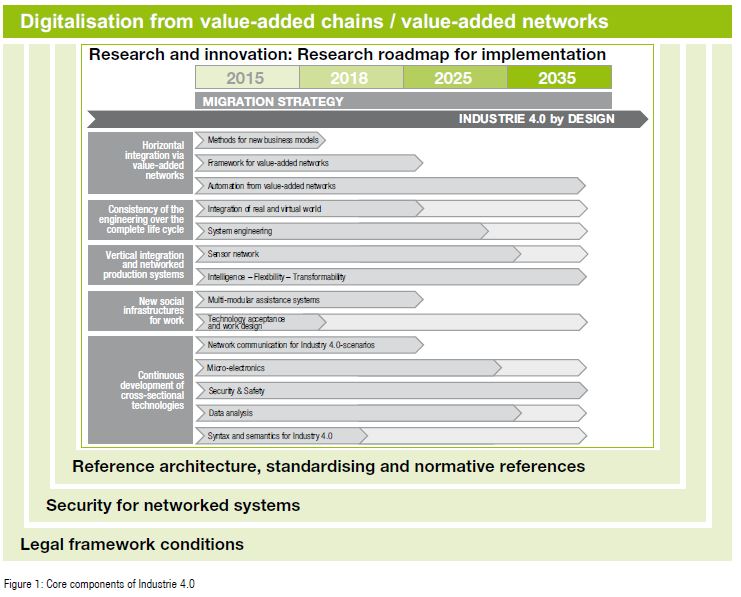 Digitalisation from value-added chains / value-added networks
Research and innovation: Research roadmap for implementation
2015 2018 2025 2035
MIGRATION STRATEGY
INDUSTRIE 4.0 by DESIGN
Horizontal
integration via
value-added
networks
Methods for new business models
Framework for value-added networks
Automation from value-added networks
Consistency of the
engineering over the
complete life cycle
Integration of real and virtual world
System engineering
Vertical integration
and networked
production systems
Sensor network
Intelligence – Flexibility – Transformability
New social
infrastructures
for work
Multi-modular assistance systems
Technology acceptance
and work design
Continuous
development of
cross-sectional
technologies
Network communication for Industry 4.0-scenarios
Micro-electronics
Security & Safety
Data analysis
Syntax and semantics for Industry 4.0
Reference architecture, standardising and normative references
Security for networked systems
Legal framework conditions
Figure 1: Core components of Industrie 4.0